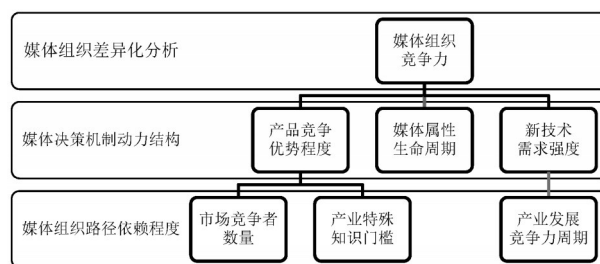 媒体组织差异化分析
媒体组织
竞争力
媒体决策机制动力结构
产品竞争
优势程度
媒体属性
生命周期
新技术
需求强度
媒体组织路径依赖程度
市场竞争者
数量
产业特殊
知识门槛
产业发展
竞争力周期